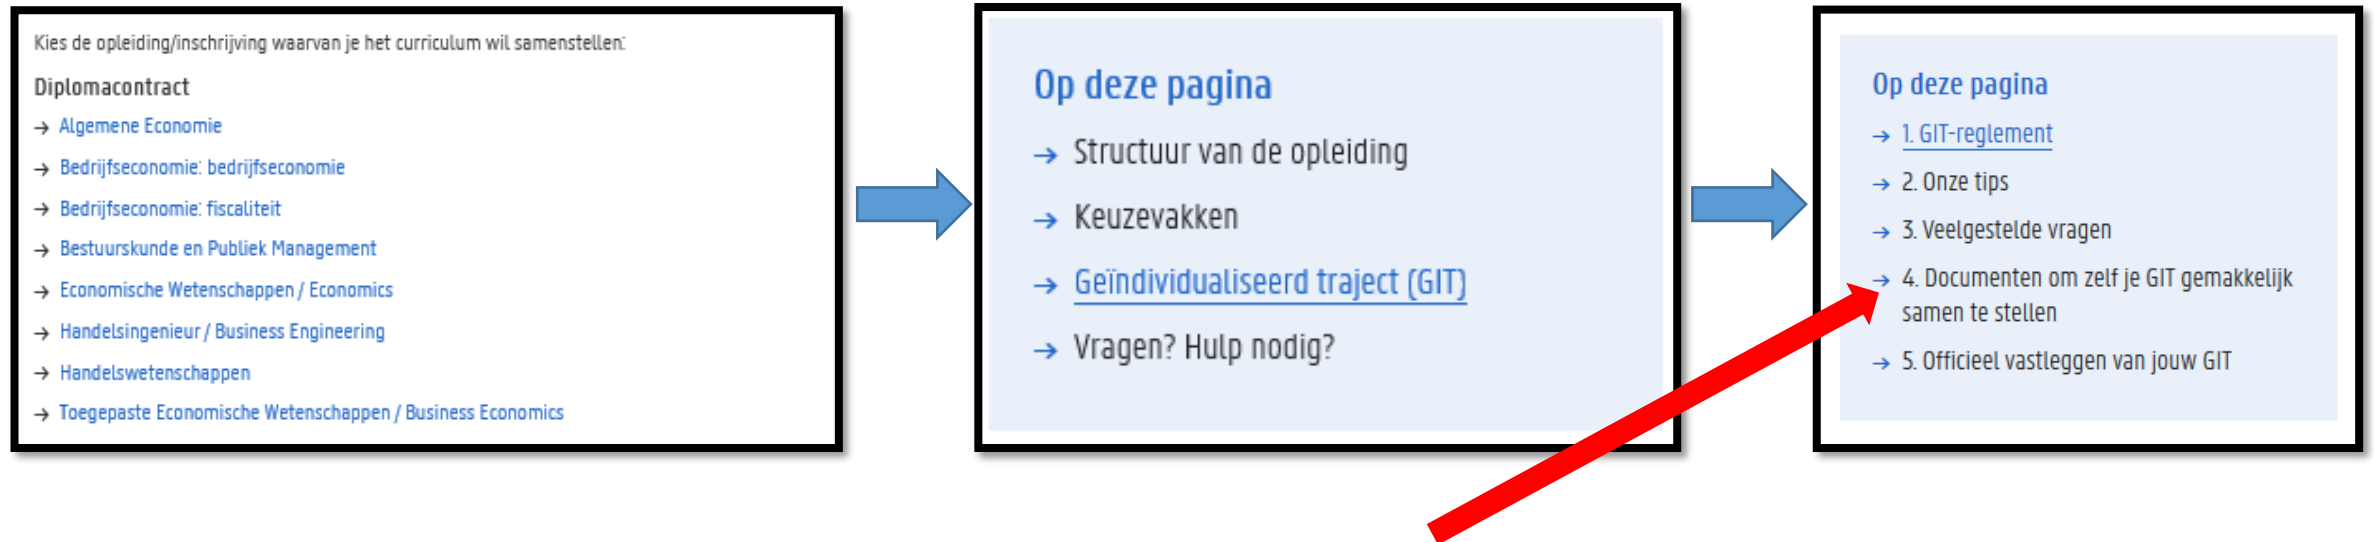 Kies de opleiding/inschrijving waarvan je het curriculum wil samenstellen:
Diplomacontract
→ Algemene Economie
→ Bedrijfseconomie: bedrijfseconomie
→ Bedrijfseconomie: fiscaliteit
→ Bestuurskunde en Publiek Management
→ Economische Wetenschappen / Economics
→ Handelsingenieur / Business Engineering
→ Handelswetenschappen
→ Toegepaste Economische Wetenschappen / Business Economics
Op deze pagina
→ Structuur van de opleiding
→ Keuzevakken
→ Geïndividualiseerd traject (GIT)
→ Vragen? Hulp nodig?
Op deze pagina
→ 1. GIT-reglement
→ 2. Onze tips
→ 3. Veelgestelde vragen
→ 4. Documenten om zelf je GIT gemakkelijk
samen te stellen
→ 5. Officieel vastleggen van jouw GIT